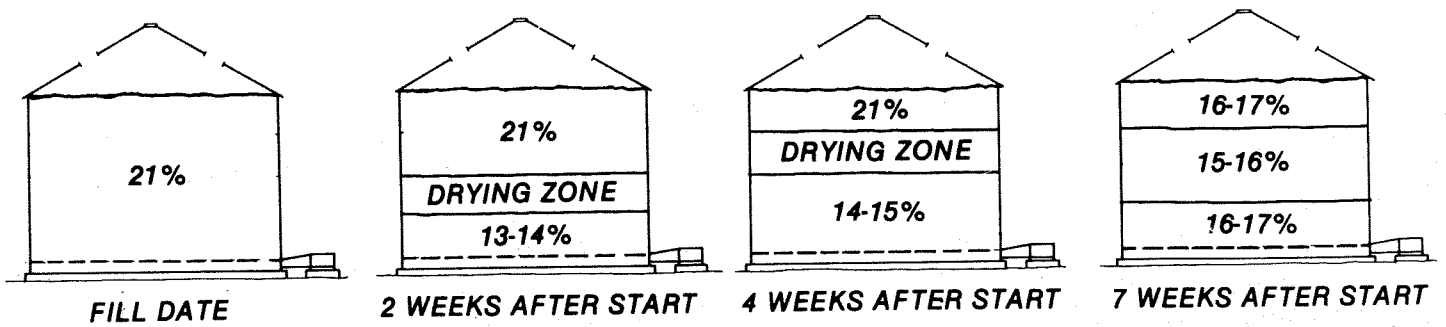 21%
FILL DATE
21%
DRYING ZONE
13-14%
2 WEEKS AFTER START
21%
DRYING ZONE
14-15%
4 WEEKS AFTER START
16-17%
15-16%
16-17%
7 WEEKS AFTER START